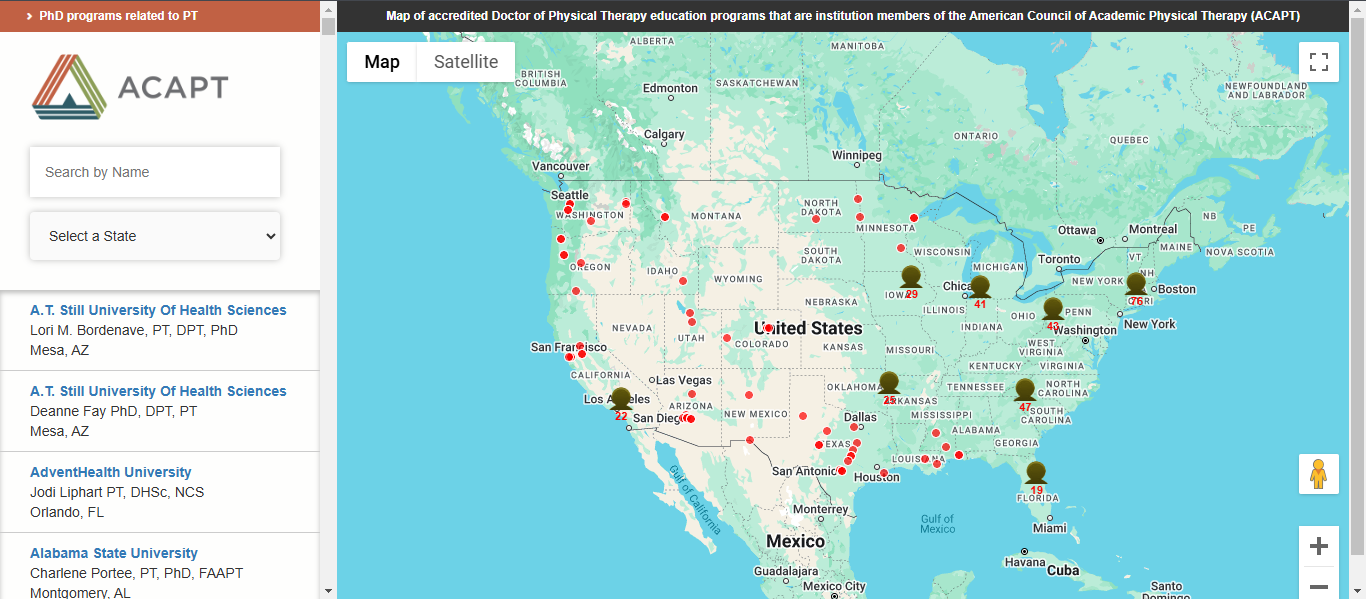 › PhD programs related to PT
Map of accredited Doctor of Physical Therapy education programs that are institution members of the American Council of Academic Physical Therapy (ACAPT)
ACAPT
Search by Name
Select a State
A.T. Still University Of Health Sciences
Lori M. Bordenave, PT, DPT, PhD
Mesa, AZ
A.T. Still University Of Health Sciences
Deanne Fay PhD, DPT, PT
Mesa, AZ
AdventHealth University
Jodi Liphart PT, DHSc, NCS
Orlando, FL
Alabama State University
Charlene Portee, PT, PhD, FAAPT
Montgomery, AL
Map
Satellite
ALBERTA
MANITOBA
BRITISH
COLUMBIA
SASKATCHEWAN
Edmonton
NEWFOUNDLAND
AND LABRADOR
Calgary
ONTARIO
QUEBEC
Winnipeg
Vancouver
Seattle
WASHINGTON
MONTANA
NORTH
DAKOTA
MINNESOTA
Ottawa
Montreal
NB
PE
MAINE
NOVA SCOTIA
WISCONSIN
SOUTH
DAKOTA
MICHIGAN
Toronto
VT
NH
OREGON
IDAHO
WYOMING
NEW YORK
Boston
IOWA
29
Chica
41
76
CT
RI
NEBRASKA
ILLINOIS
INDIANA
OHIO
43
PENN
New York
NEVADA
UTAH
United States
COLORADO
KANSAS
MISSOURI
Washington
WEST
VIRGINIA
San Francisco
CALIFORNIA
KENTUCKY
VIRGINIA
Las Vegas
OKLAHOMA
TENNESSEE
NORTH
CAROLINA
Los Angeles
22
ARIZONA
NEW MEXICO
25
ARKANSAS
47
SOUTH
CAROLINA
San Diego
Dallas
MISSISSIPPI
ALABAMA
GEORGIA
TEXAS
LOUISIANA
San Antonio
Houston
19
FLORIDA
Gulf of California
Monterrey
Gulf of
Mexico
Miami
Mexico
Havana
Cuba
Guadalajara
Mexico City
Santo
Domingo